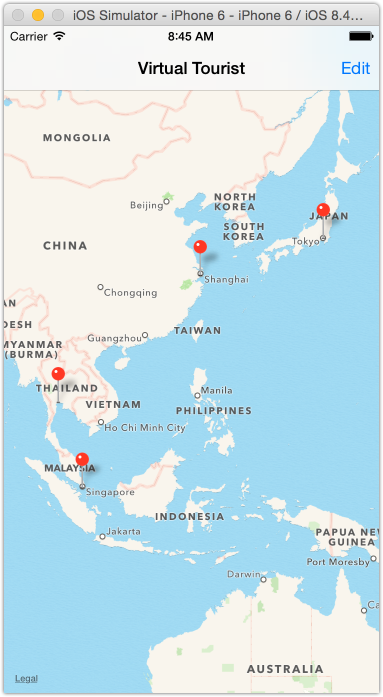 iOS Simulator - iPhone 6 - iPhone 6 / iOS 8.4...
Carrier 8:45 AM
Virtual Tourist Edit
MONGOLIA
Beijing
NORTH
KOREA
JAPAN
SOUTH
KOREA
Tokyo
CHINA
Shanghai
Chongqing
AN
DESH
TAIWAN
Guangzhou
MYANMAR
(BURMA)
THAILAND
Manila
VIETNAM
PHILIPPINES
Ho Chi Minh City
MALAYSIA
Singapore
INDONESIA
Jakarta
PAPUA NEW
GUINEA
Port Moresby
Darwin
Ca
AUSTRALIA
Legal